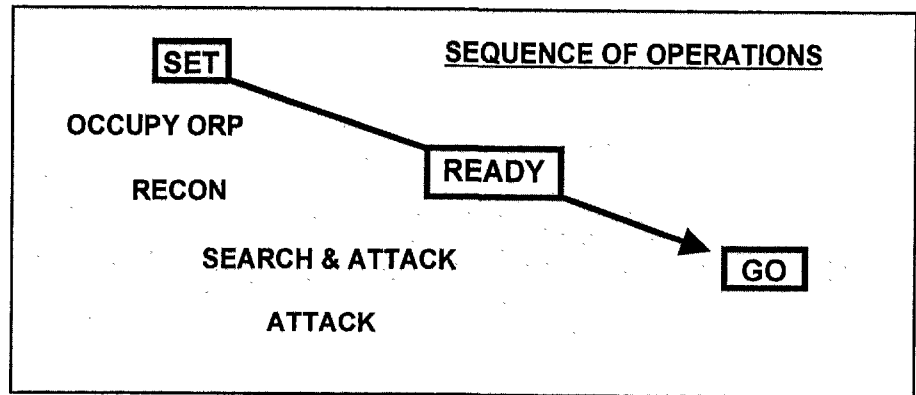 SEQUENCE OF OPERATIONS
SET
OCCUPY ORP
READY
RECON
SEARCH & ATTACK
GO
ATTACK